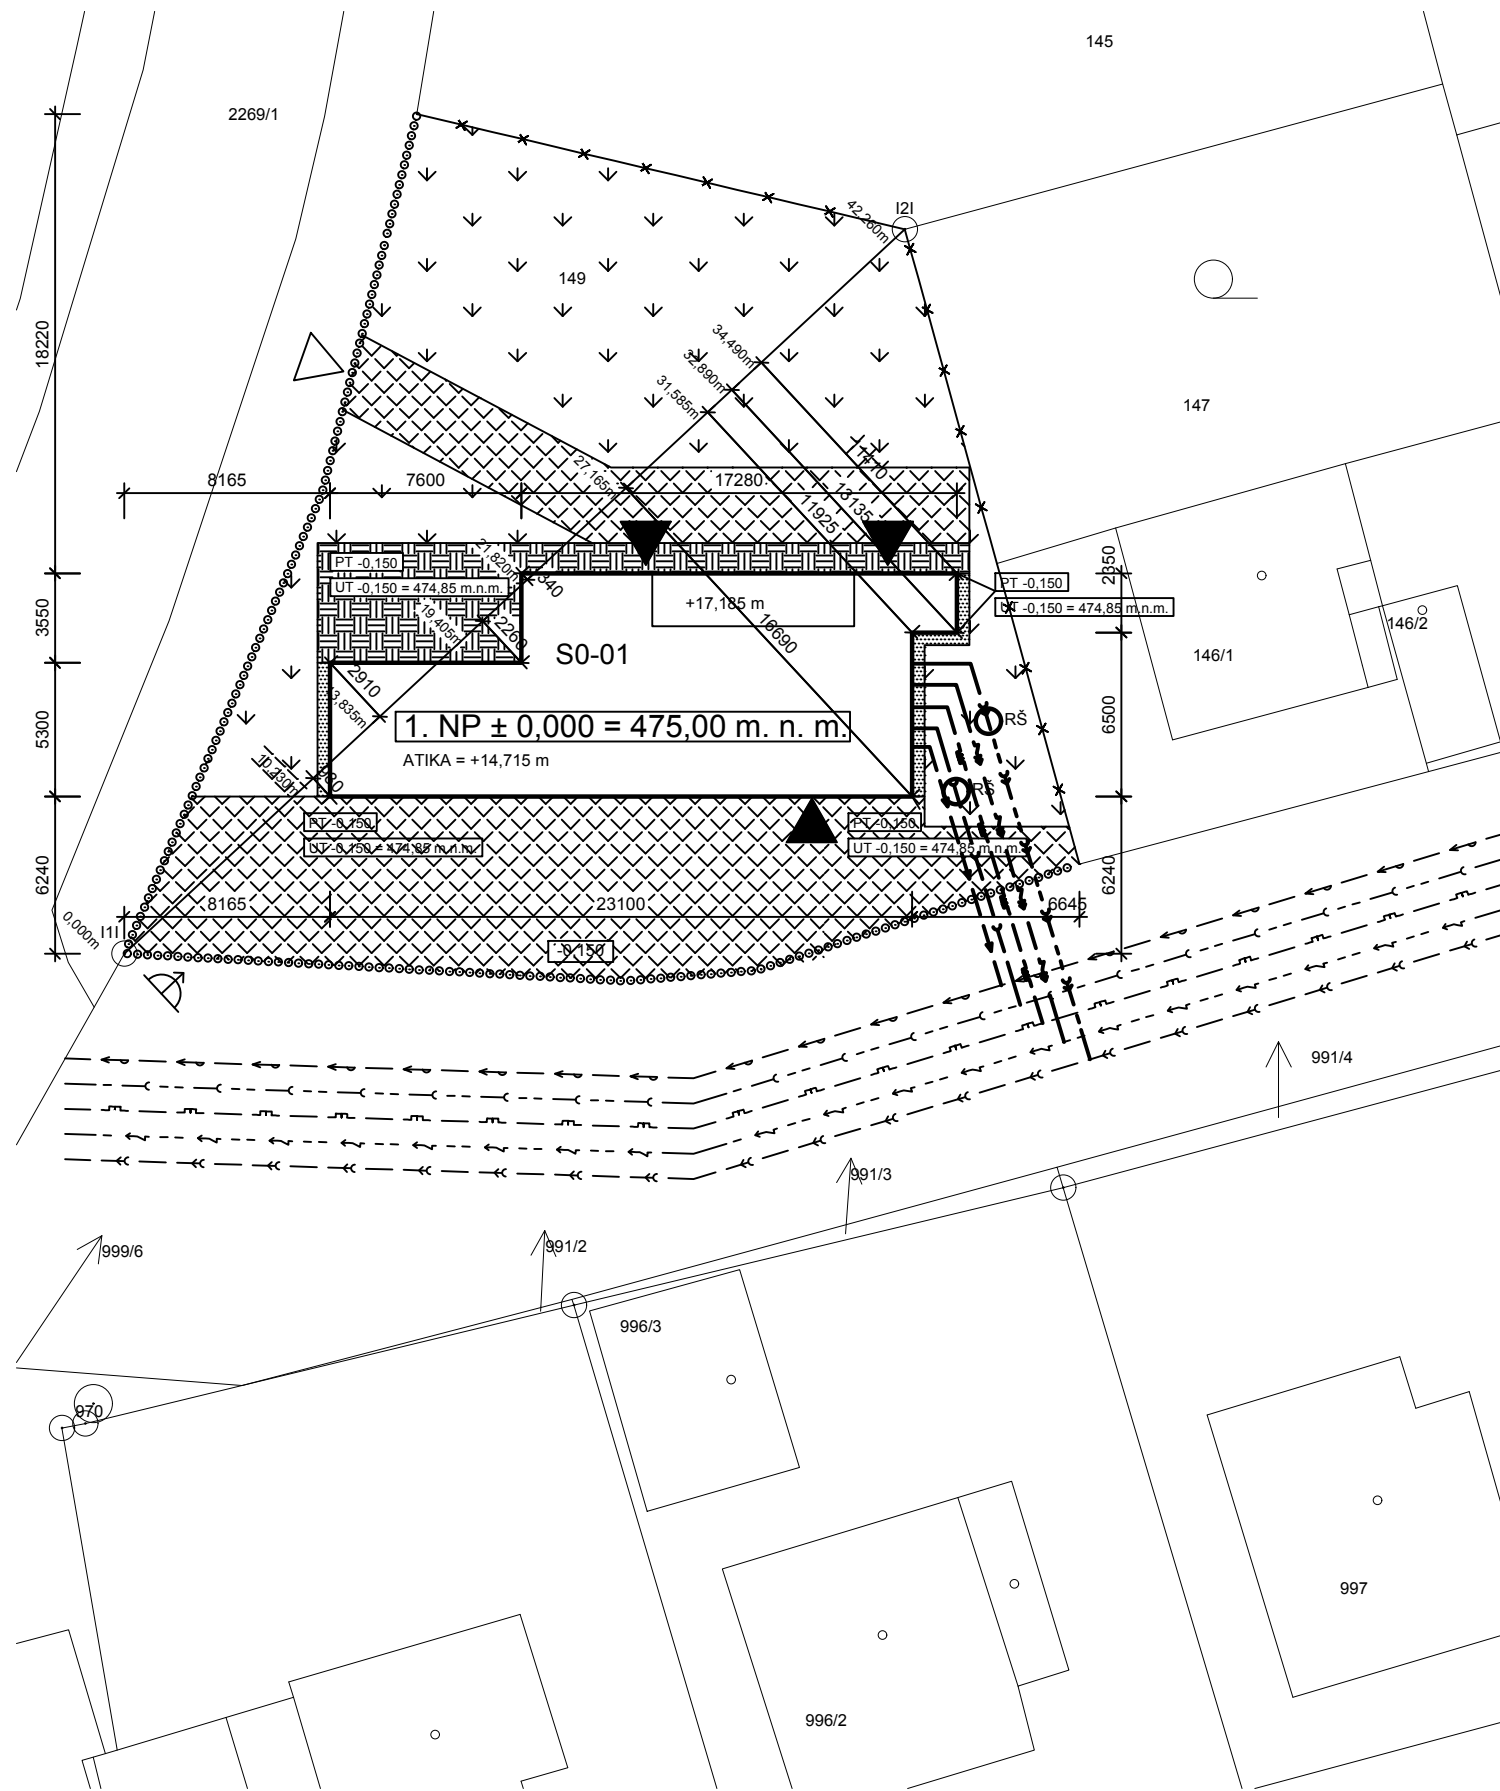 145
2269/1
I2I
42,260m
149
18220
34,490m
32,890m
31,585m
147
27,165m
8165
7600
17280
11410
13135
11925
21,820m
PT -0,150
UT -0,150 = 474,85 m.n.m.
2350
PT -0,150
UT -0,150 = 474,85 m.n.m.
+17,185 m
19,405m
2260
16690
3550
146/2
S0-01
146/1
2910
13,835m
1. NP ± 0,000 = 475,00 m. n. m.
RŠ
6500
5300
ATIKA = +14,715 m
10,230m
RŠ
PT -0,150
UT -0,150 = 474,85 m.n.m.
PT -0,150
UT -0,150 = 474,85 m.n.m.
6240
6240
8165
23100
6645
0,000m
I1I
-0,150
991/4
991/3
991/2
999/6
996/3
970
997
996/2